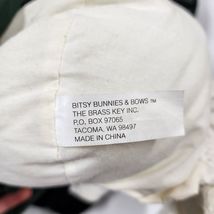 BITSY BUNNIES & BOWS ™
THE BRASS KEY INC.
P,O, BOX 97065
TACOMA, WA 98497
MADE IN CHINA